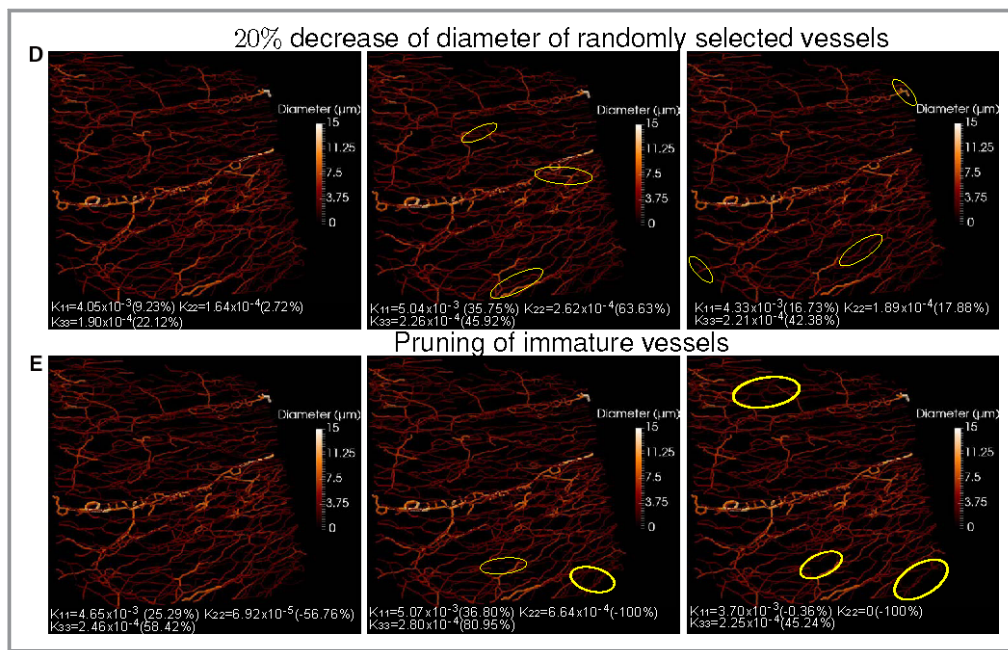 20% decrease of diameter of randomly selected vessels
D
Diameter (μm)
15
11.25
7.5
3.75
0
K11=4.05x10-3(9.23%) K22=1.64x10-4(2.72%)
K33=1.90x10-4(22.12%)
Diameter (μm)
15
11.25
7.5
3.75
0
K11=5.04x10-3 (35.75%) K22=2.62x10-4(63.63%)
K33=2.26x10-4(45.92%)
Diameter (μm)
15
11.25
7.5
3.75
0
K11=4.33x10-3(16.73%) K22=1.89x10-4(17.88%)
K33=2.21x10-4(42.38%)
Pruning of immature vessels
E
Diameter (μm)
15
11.25
7.5
3.75
0
K11=4.65x10-3 (25.29%) K22=6.92x10-5(-56.76%)
K33=2.46x10-4(58.42%)
Diameter (μm)
15
11.25
7.5
3.75
0
K11=5.07x10-3(36.80%) K22=6.64x10-4(-100%)
K33=2.80x10-4(80.95%)
Diameter (μm)
15
11.25
7.5
3.75
0
K11=3.70x10-3(-0.36%) K22=0(-100%)
K33=2.25x10-4(45.24%)